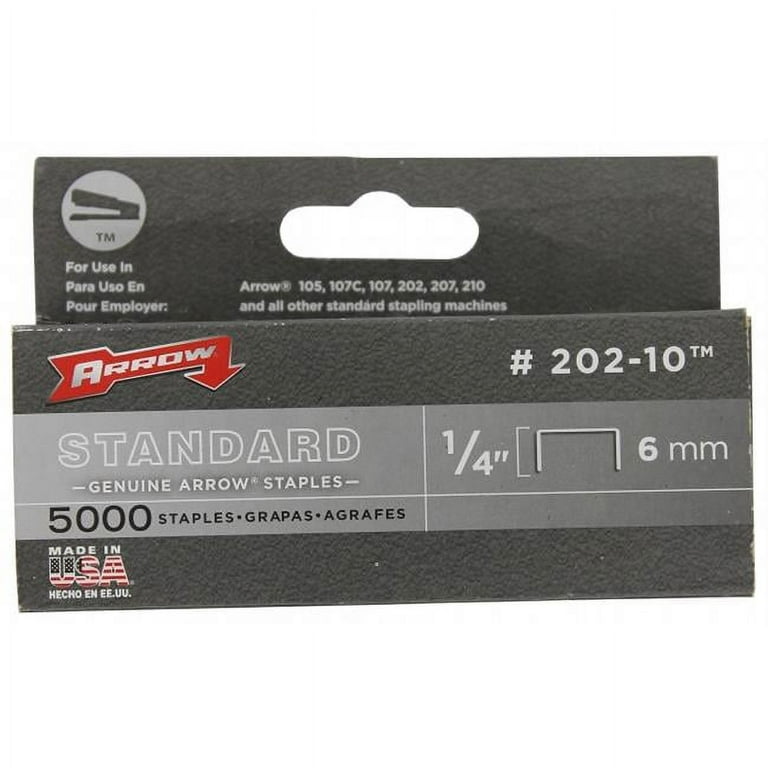 TM
For Use In
Para Uso En
Pour Employer:
Arrow® 105, 107C, 107, 202, 207, 210
and all other standard stapling machines
ARROW
# 202-10™
STANDARD
—GENUINE ARROW® STAPLES—
5000 STAPLES•GRAPAS•AGRAFES
1/4" 6 mm
MADE IN
USA
HECHO EN EE.UU.